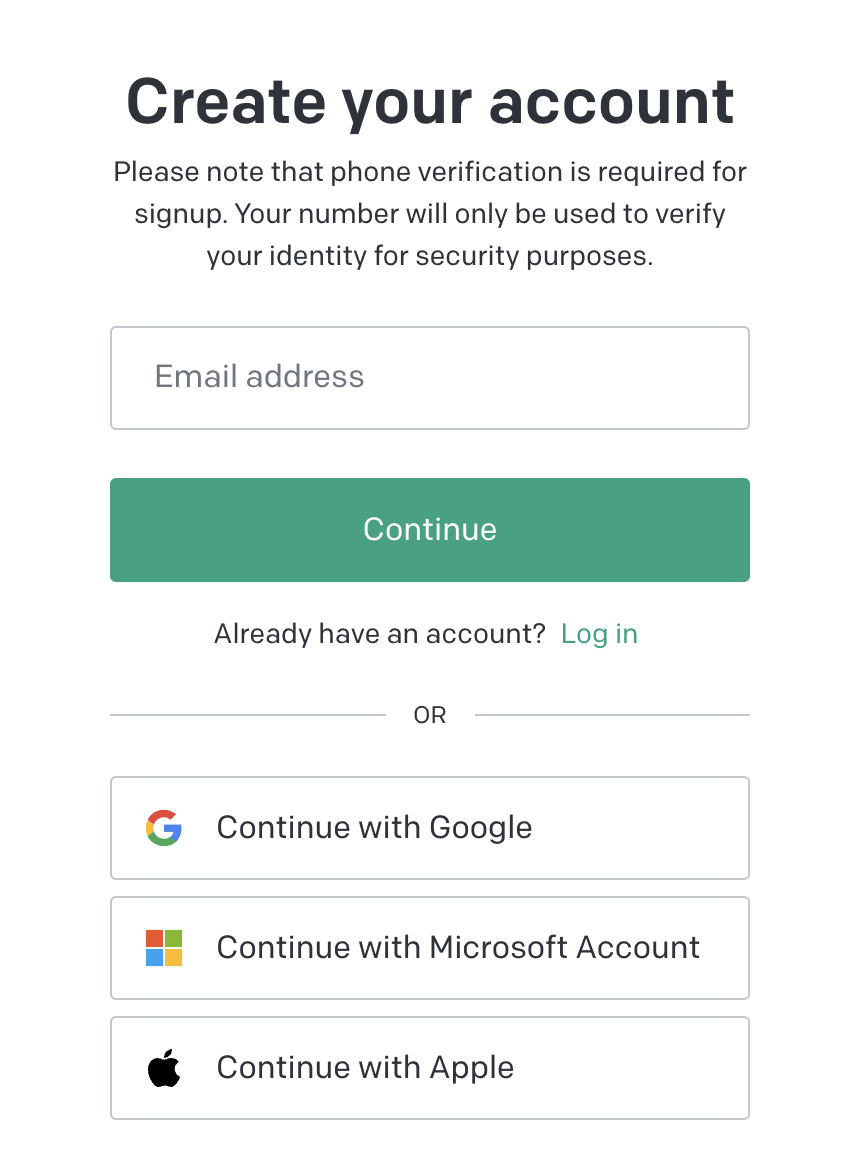 Create your account
Please note that phone verification is required for
signup. Your number will only be used to verify
your identity for security purposes.
Email address
Continue
Already have an account? Log in
OR
Continue with Google
Continue with Microsoft Account
Continue with Apple